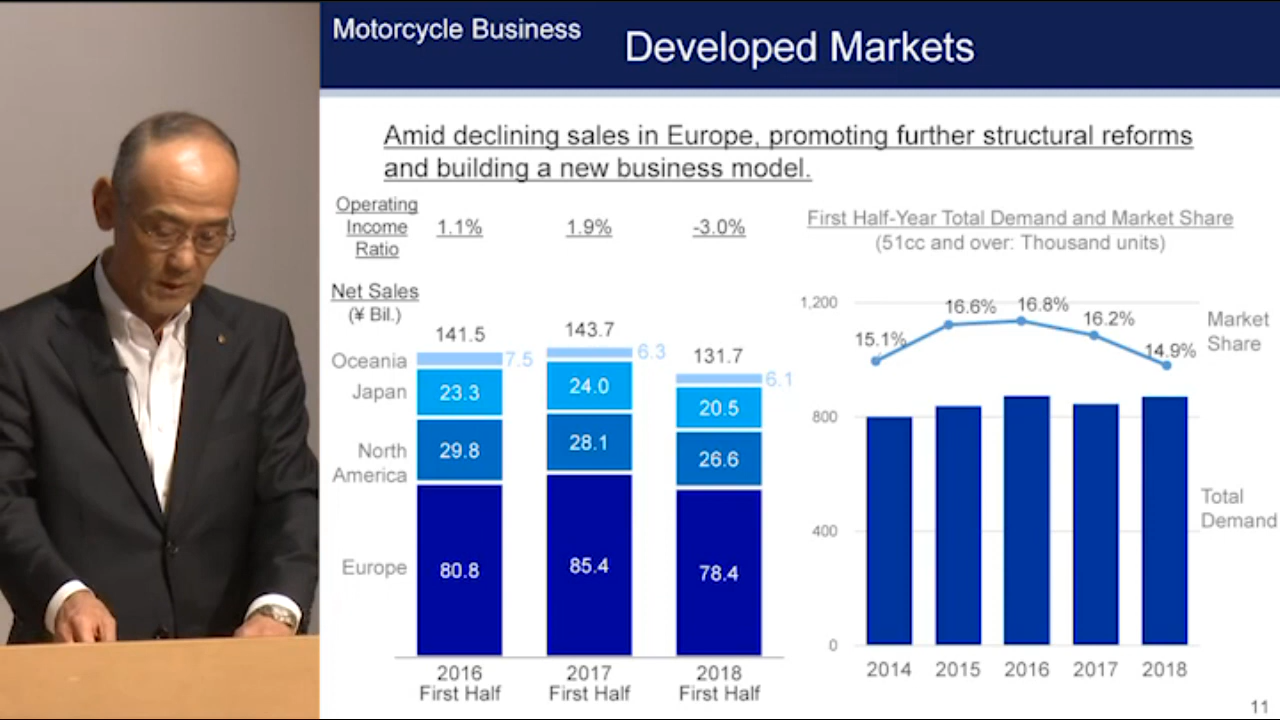 Motorcycle Business
Developed Markets
Amid declining sales in Europe, promoting further structural reforms
and building a new business model.
Operating
Income
Ratio
1.1%
1.9%
-3.0%
Net Sales
(¥ Bil.)
141.5
143.7
131.7
Oceania
7.5
6.3
6.1
Japan
23.3
24.0
20.5
North
America
29.8
28.1
26.6
Europe
80.8
85.4
78.4
2016
First Half
2017
First Half
2018
First Half
First Half-Year Total Demand and Market Share
(51cc and over: Thousand units)
1,200
800
400
0
15.1%
16.6%
16.8%
16.2%
14.9%
Market
Share
Total
Demand
2014
2015
2016
2017
2018
11